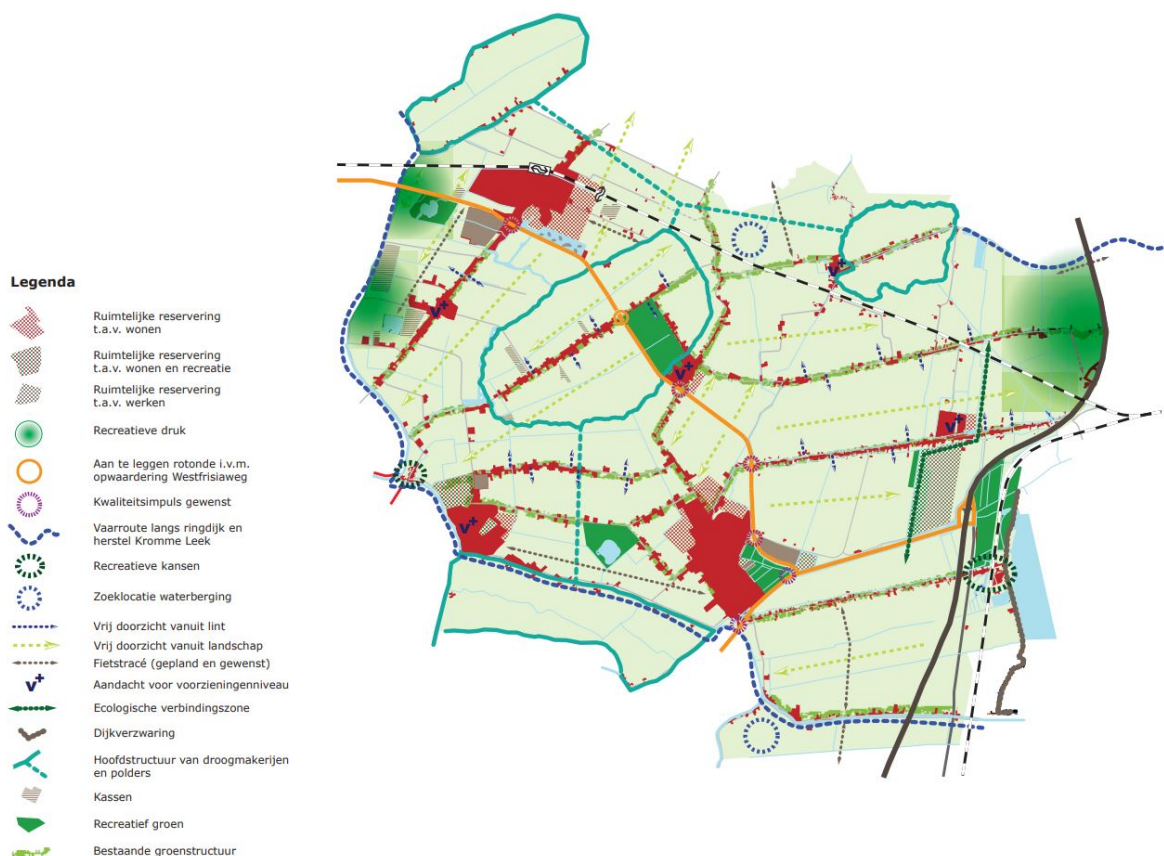 Legenda
Ruimtelijke reservering
t.a.v. wonen
Ruimtelijke reservering
t.a.v. wonen en recreatie
Ruimtelijke reservering
t.a.v. werken
Recreatieve druk
Aan te leggen rotonde i.v.m.
opwaardering Westfrisiaweg
Kwaliteitsimpuls gewenst
Vaarroute langs ringdijk en
herstel Kromme Leek
Recreatieve kansen
Zoeklocatie waterberging
Vrij doorzicht vanuit lint
Vrij doorzicht vanuit landschap
Fietstracé (gepland en gewenst)
v+
Aandacht voor voorzieningenniveau
Ecologische verbindingszone
Dijkverzwaring
Hoofdstructuur van droogmakerijen
en polders
Kassen
Recreatief groen
Bestaande groenstructuur
v+
v+
v+
v+
v+